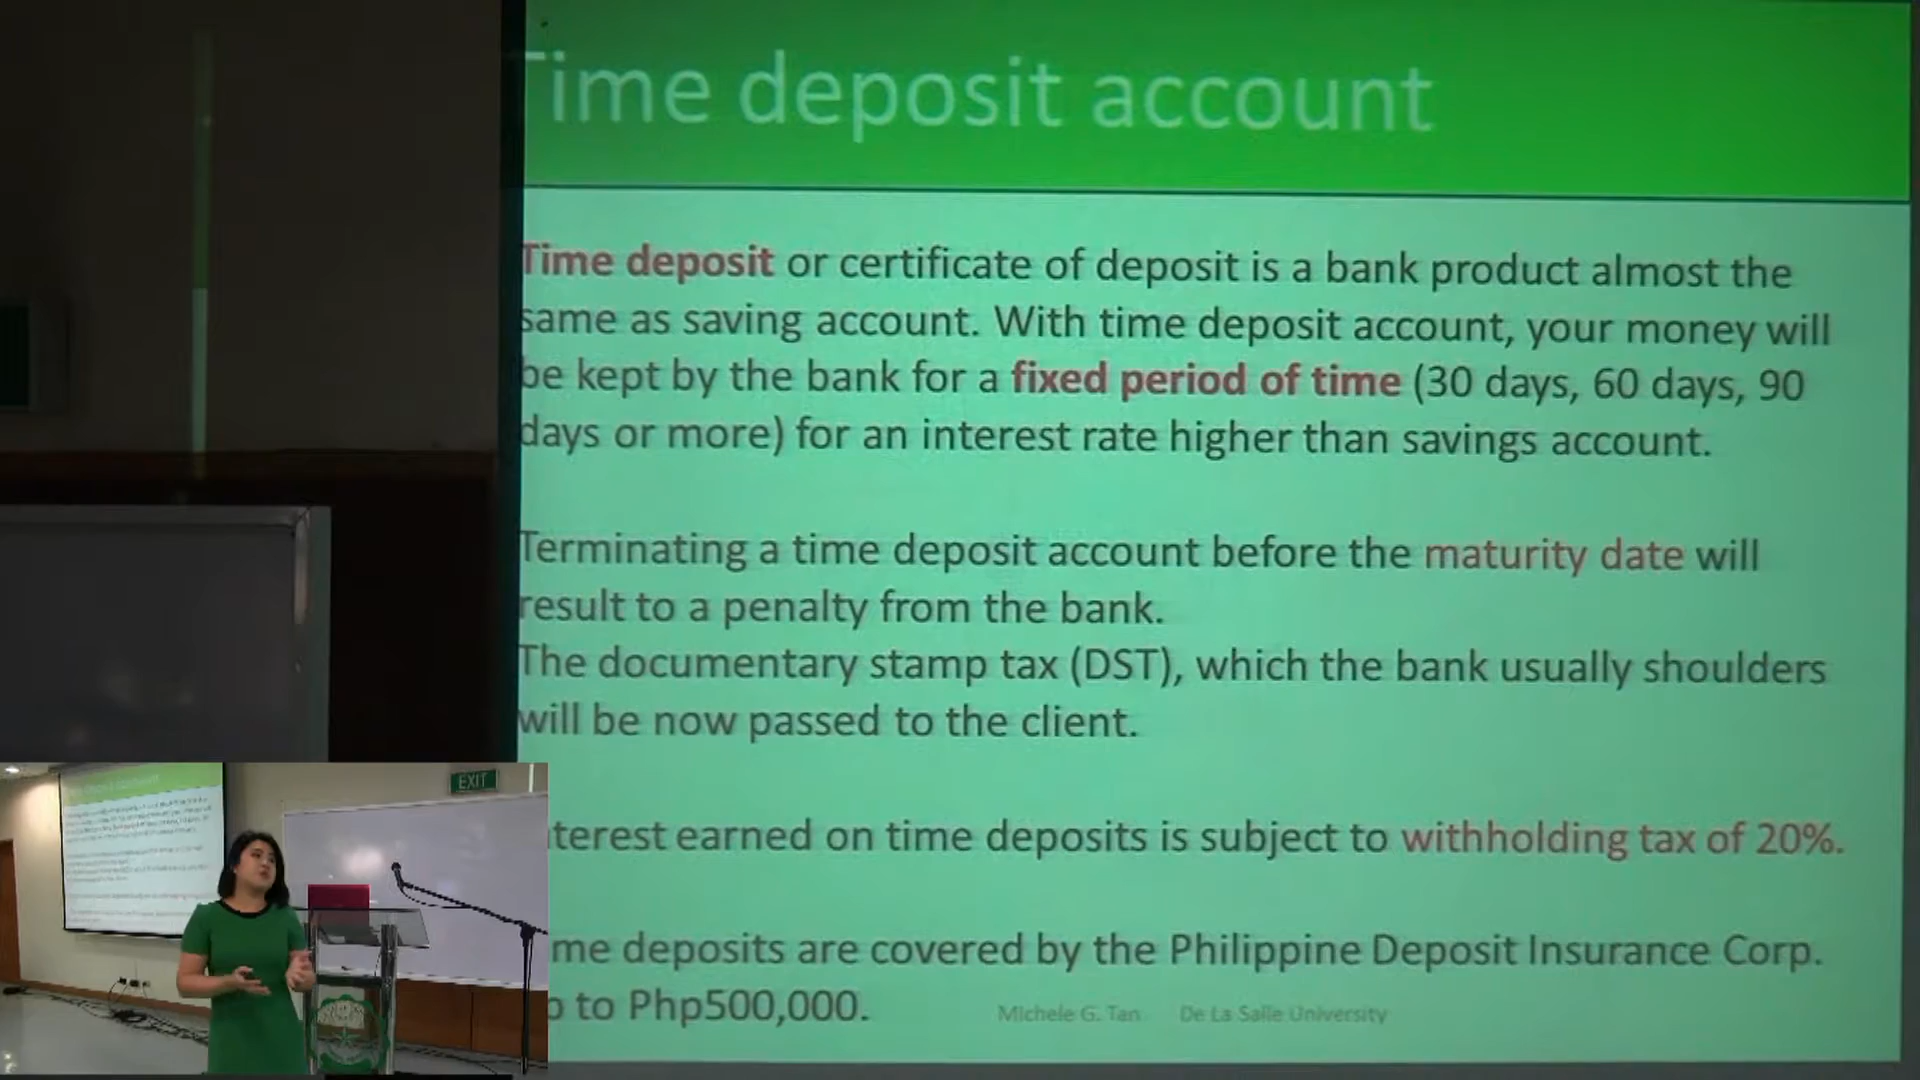 Time deposit account
Time deposit or certificate of deposit is a bank product almost the
same as saving account. With time deposit account, your money will
be kept by the bank for a fixed period of time (30 days, 60 days, 90
days or more) for an interest rate higher than savings account.
Terminating a time deposit account before the maturity date will
result to a penalty from the bank.
The documentary stamp tax (DST), which the bank usually shoulders
will be now passed to the client.
terest earned on time deposits is subject to withholding tax of 20%.
me deposits are covered by the Philippine Deposit Insurance Corp.
to Php500,000.
Michele G. Tan De La Salle University
EXIT